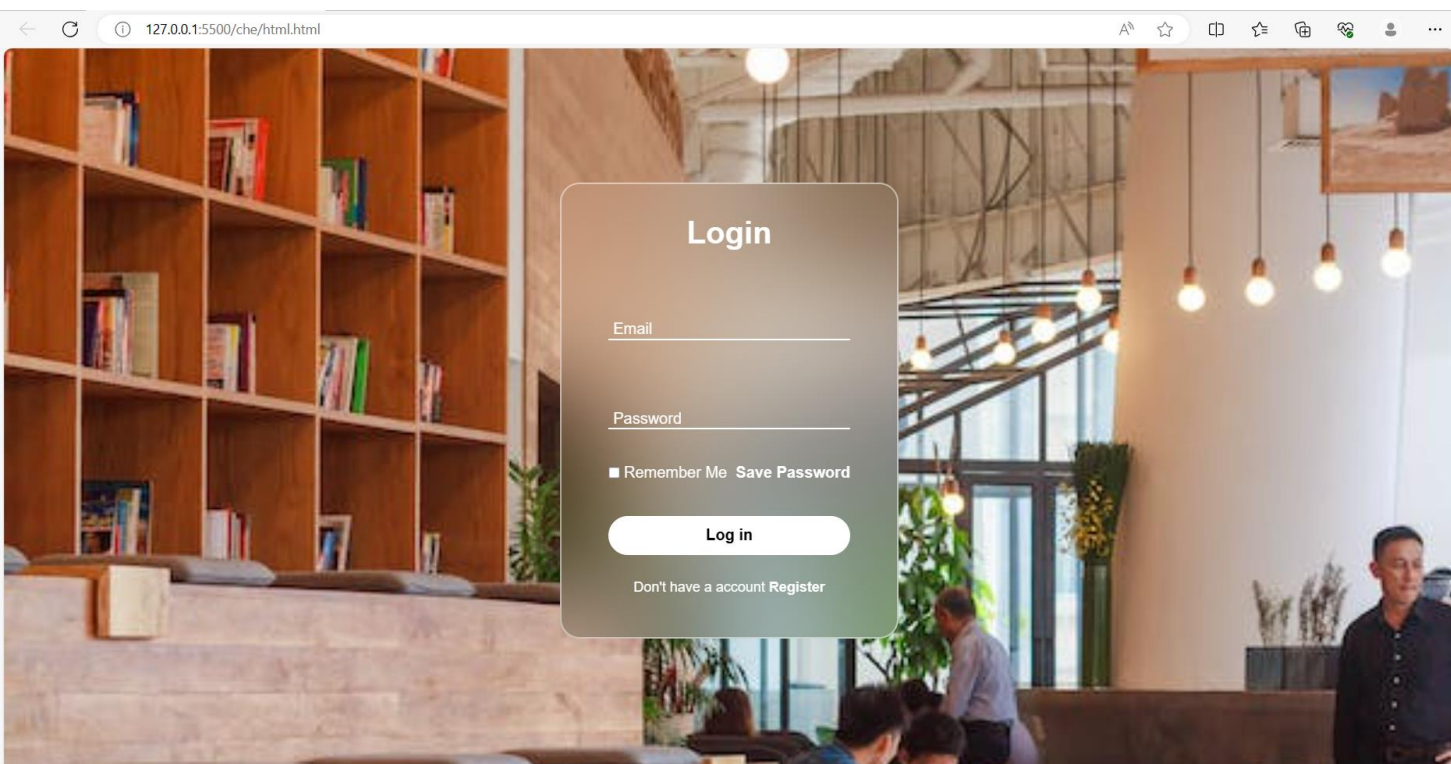 127.0.0.1:5500/che/html.html
Login
Email
Password
Remember Me Save Password
Log in
Don't have a account Register